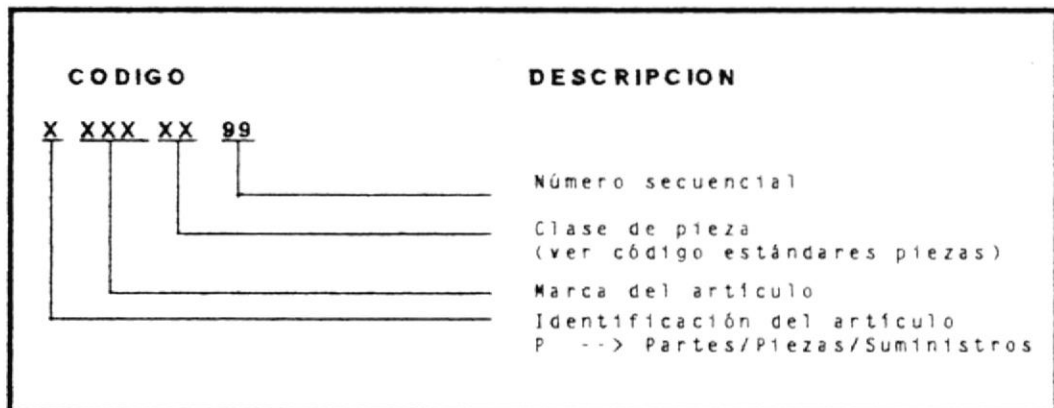 CODIGO DESCRIPCION
X XXX XX 99
Número secuencial
Clase de pieza
(ver código estándares piezas)
Marca del artículo
Identificación del artículo
P --> Partes/Piezas/Suministros